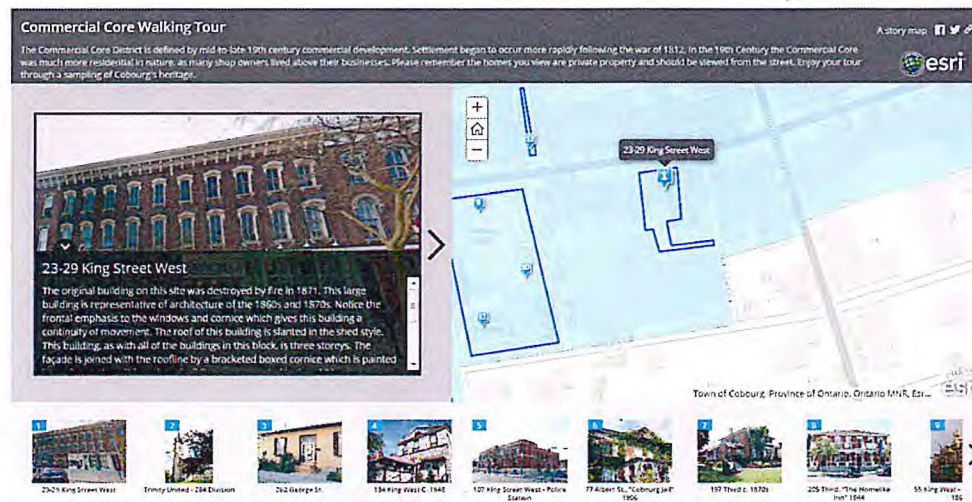 Commercial Core Walking Tour
A story map
The Commercial Core District is defined by mid-to-late 19th century commercial development. Settlement began to occur more rapidly following the war of 1812. In the 19th Century the Commercial Core
was much more residential in nature, as many shop owners lived above their businesses. Please remember the homes you view are private property and should be viewed from the street. Enjoy your tour
through a sampling of Cobourg's heritage.
esri
23-29 King Street West
23-29 King Street West
The original building on this site was destroyed by fire in 1871. This large
building is representative of architecture of the 1860s and 1870s. Notice the
frontal emphasis to the windows and cornice which gives this building a
continuity of movement. The roof of this building is slanted in the shed style.
This building, as with all of the buildings in this block, is three storeys. The
façade is joined with the roofline by a bracketed boxed cornice which is painted
Town of Cobourg, Province of Ontario, Ontario MNR, Esr...
esri
1
2
3
4
5
6
7
8
9
23-29 King Street West
Trinity United - 284 Division
262 George St.
134 King West C. 1840
107 King Street West - Police
Station
77 Albert St., "Cobourg Jail"
1906
197 Third c. 1870s
205 Third, "The Homelike
Inn" 1844
55 King West -